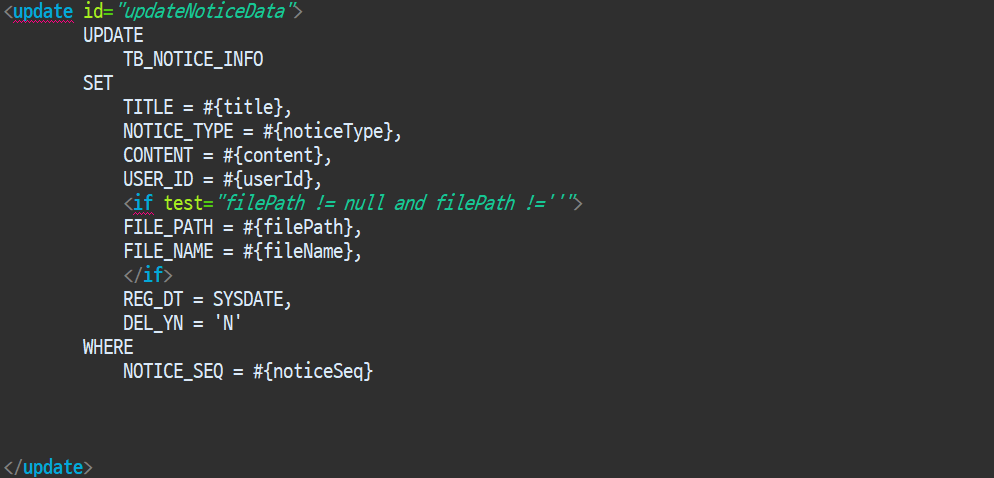 <update id="updateNoticeData">
UPDATE
TB_NOTICE_INFO
SET
TITLE = #{title},
NOTICE_TYPE = #{noticeType},
CONTENT = #{content},
USER_ID = #{userId},
<if test="filePath != null and filePath !=''">
FILE_PATH = #{filePath},
FILE_NAME = #{fileName},
</if>
REG_DT = SYSDATE,
DEL_YN = 'N'
WHERE
NOTICE_SEQ = #{noticeSeq}
</update>